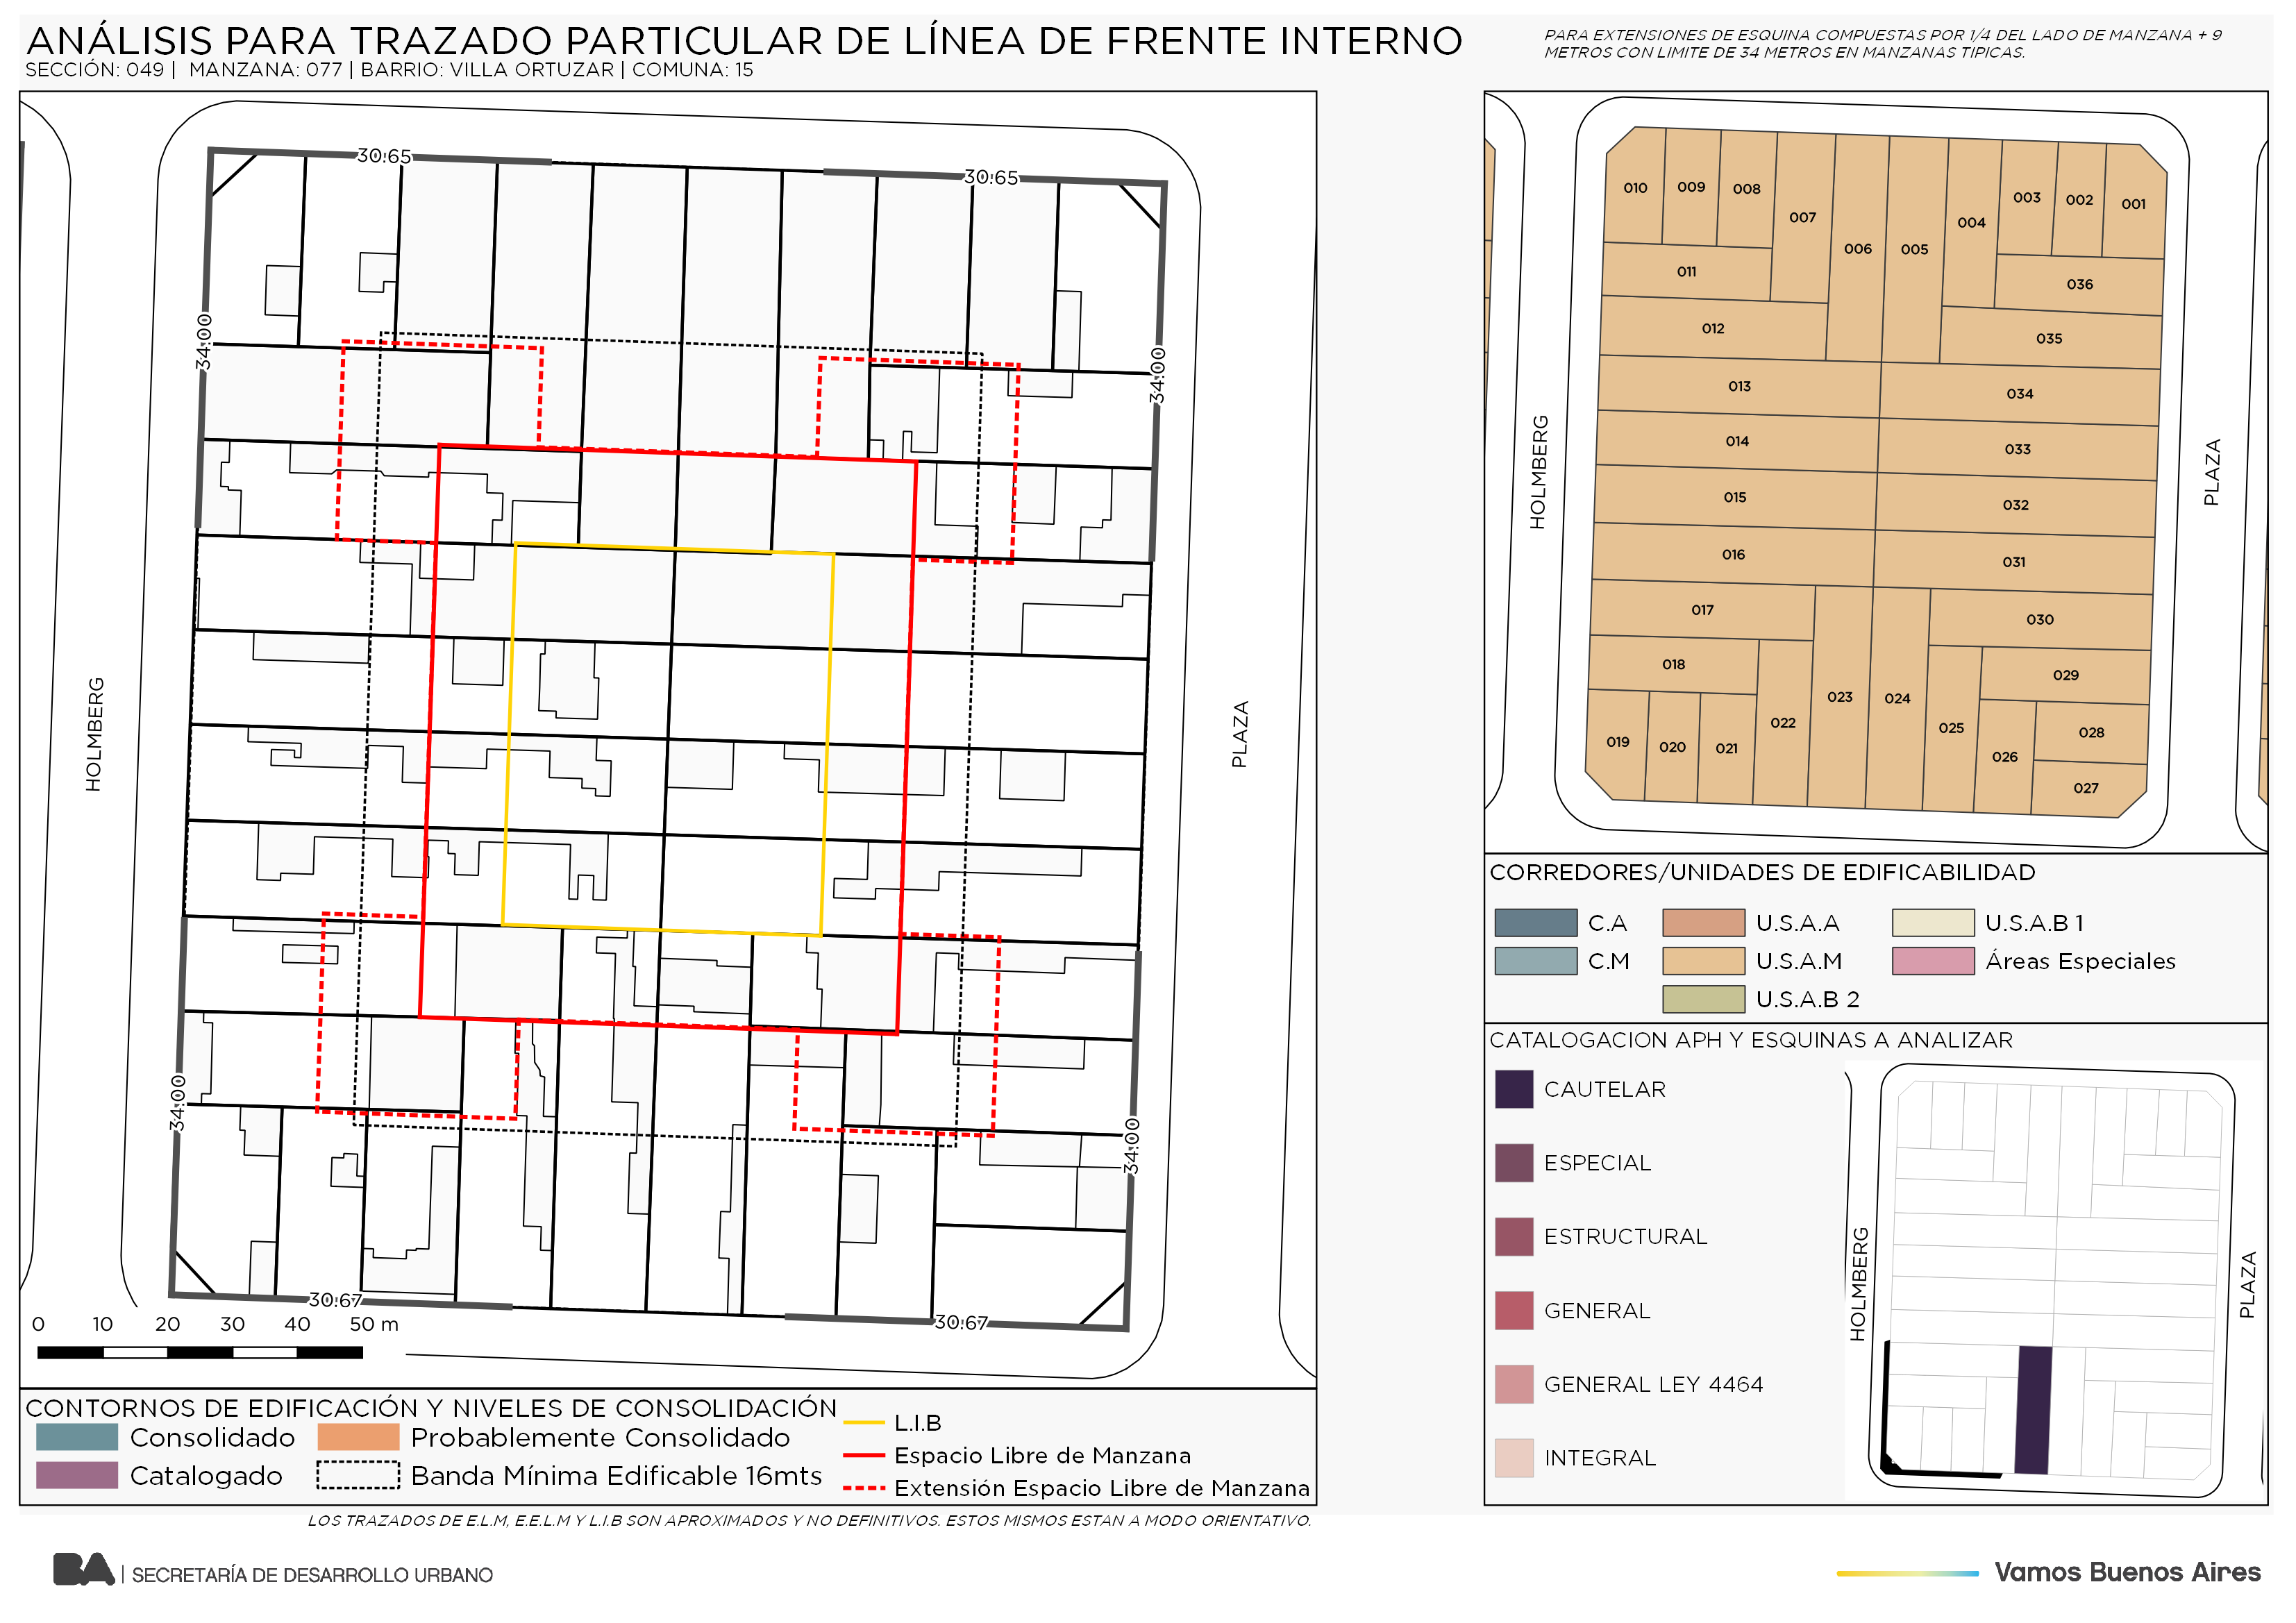 ANÁLISIS PARA TRAZADO PARTICULAR DE LÍNEA DE FRENTE INTERNO
SECCIÓN: 049 | MANZANA: 077 | BARRIO: VILLA ORTUZAR | COMUNA: 15
PARA EXTENSIONES DE ESQUINA COMPUESTAS POR 1/4 DEL LADO DE MANZANA + 9
METROS CON LIMITE DE 34 METROS EN MANZANAS TIPICAS.
30.65
30.65
34.00
34.00
HOLMBERG
PLAZA
34.00
34.00
30.67
30.67
0 10 20 30 40 50 m
CONTORNOS DE EDIFICACIÓN Y NIVELES DE CONSOLIDACIÓN
Consolidado
Probablemente Consolidado
Catalogado
Banda Mínima Edificable 16mts
L.I.B
Espacio Libre de Manzana
Extensión Espacio Libre de Manzana
LOS TRAZADOS DE E.L.M, E.E.L.M Y L.I.B SON APROXIMADOS Y NO DEFINITIVOS. ESTOS MISMOS ESTAN A MODO ORIENTATIVO.
010 009 008 007 006 005 004 003 002 001
011 036
012 035
013 034
014 033
015 032
016 031
017 030
018 029
019 020 021 022 023 024 025 026 028
027
HOLMBERG
PLAZA
CORREDORES/UNIDADES DE EDIFICABILIDAD
C.A U.S.A.A U.S.A.B 1
C.M U.S.A.M Áreas Especiales
U.S.A.B 2
CATALOGACION APH Y ESQUINAS A ANALIZAR
CAUTELAR
ESPECIAL
ESTRUCTURAL
GENERAL
GENERAL LEY 4464
INTEGRAL
HOLMBERG
PLAZA
BA | SECRETARÍA DE DESARROLLO URBANO
Vamos Buenos Aires